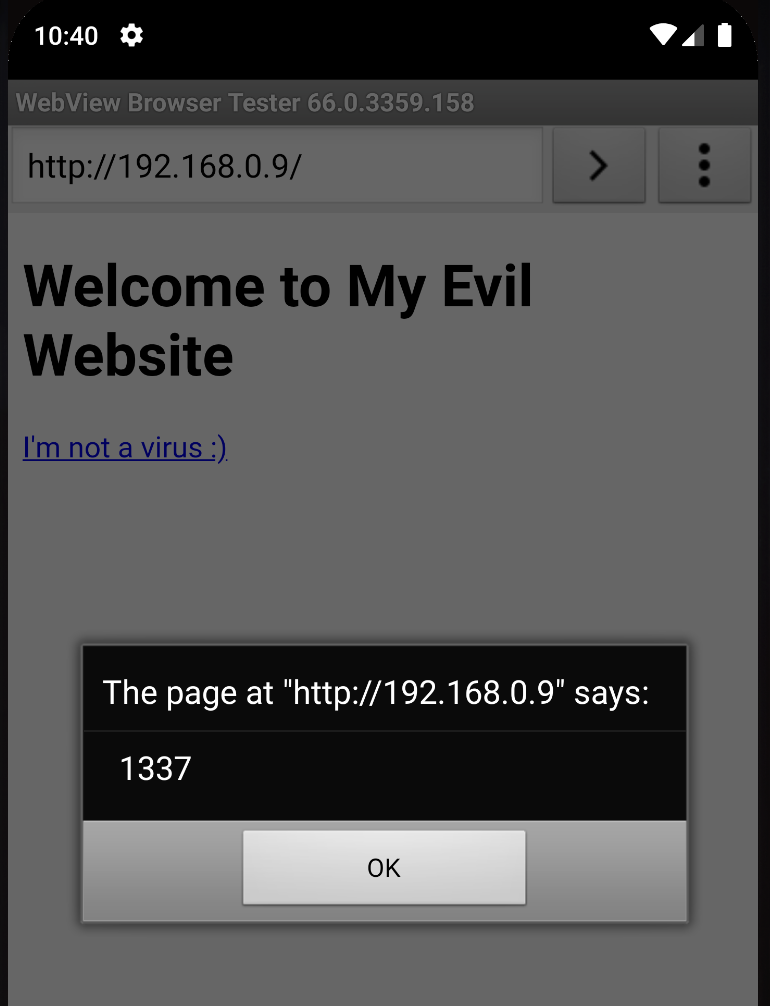 10:40
WebView Browser Tester 66.0.3359.158
http://192.168.0.9/
Welcome to My Evil
Website
I'm not a virus :)
The page at "http://192.168.0.9" says:
1337
OK